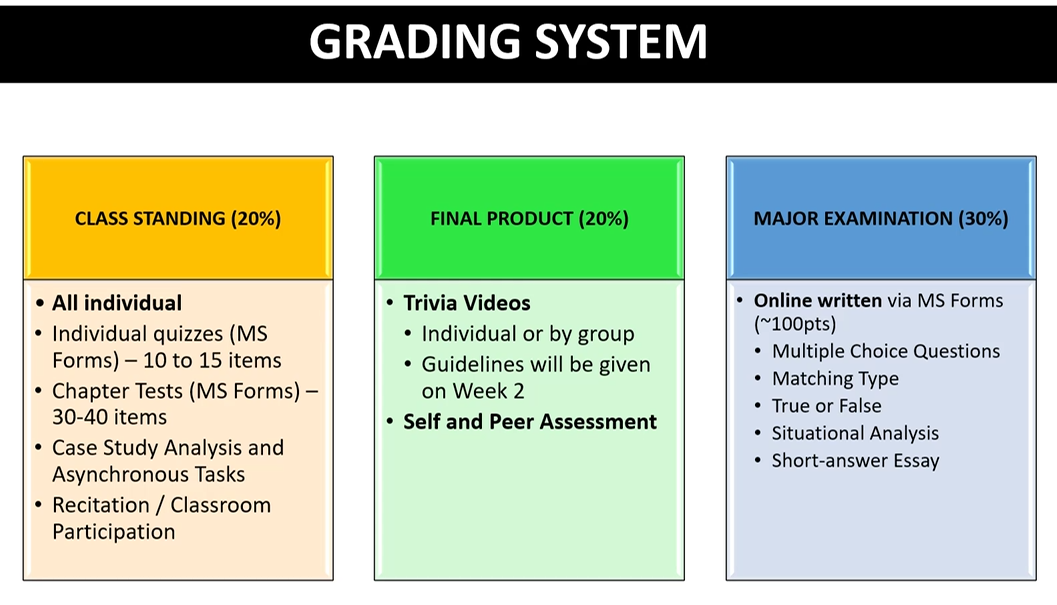 GRADING SYSTEM
CLASS STANDING (20%)
• All individual
• Individual quizzes (MS
Forms) – 10 to 15 items
• Chapter Tests (MS Forms) –
30-40 items
• Case Study Analysis and
Asynchronous Tasks
• Recitation / Classroom
Participation
FINAL PRODUCT (20%)
• Trivia Videos
• Individual or by group
• Guidelines will be given
on Week 2
• Self and Peer Assessment
MAJOR EXAMINATION (30%)
• Online written via MS Forms
(~100pts)
• Multiple Choice Questions
• Matching Type
• True or False
• Situational Analysis
• Short-answer Essay